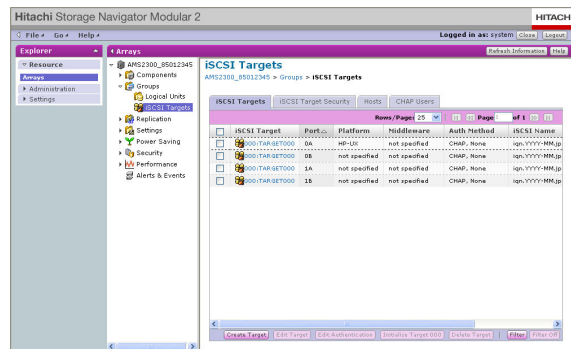 Hitachi Storage Navigator Modular 2
HITACHI
File Go Help
Logged in as: system Close Logout
Explorer
Arrays
Refresh Information Help
Resource
Arrays
Administration
Settings
AMS2300_85012345
Components
Groups
Logical Units
iSCSI Targets
Replication
Settings
Power Saving
Security
Performance
Alerts & Events
iSCSI Targets
AMS2300_85012345 > Groups > iSCSI Targets
iSCSI Targets iSCSI Target Security Hosts CHAP Users
Rows/Page: 25 Page 1 of 1
iSCSI Target Port Platform Middleware Auth Method iSCSI Name
000:TARGET000 0A HP-UX not specified CHAP, None iqn.YYYY-MM.jp
000:TARGET000 0B not specified not specified CHAP, None iqn.YYYY-MM.jp
000:TARGET000 1A not specified not specified CHAP, None iqn.YYYY-MM.jp
000:TARGET000 1B not specified not specified CHAP, None iqn.YYYY-MM.jp
Create Target Edit Target Edit Authentication Initialize Target 000 Delete Target Filter Filter Off